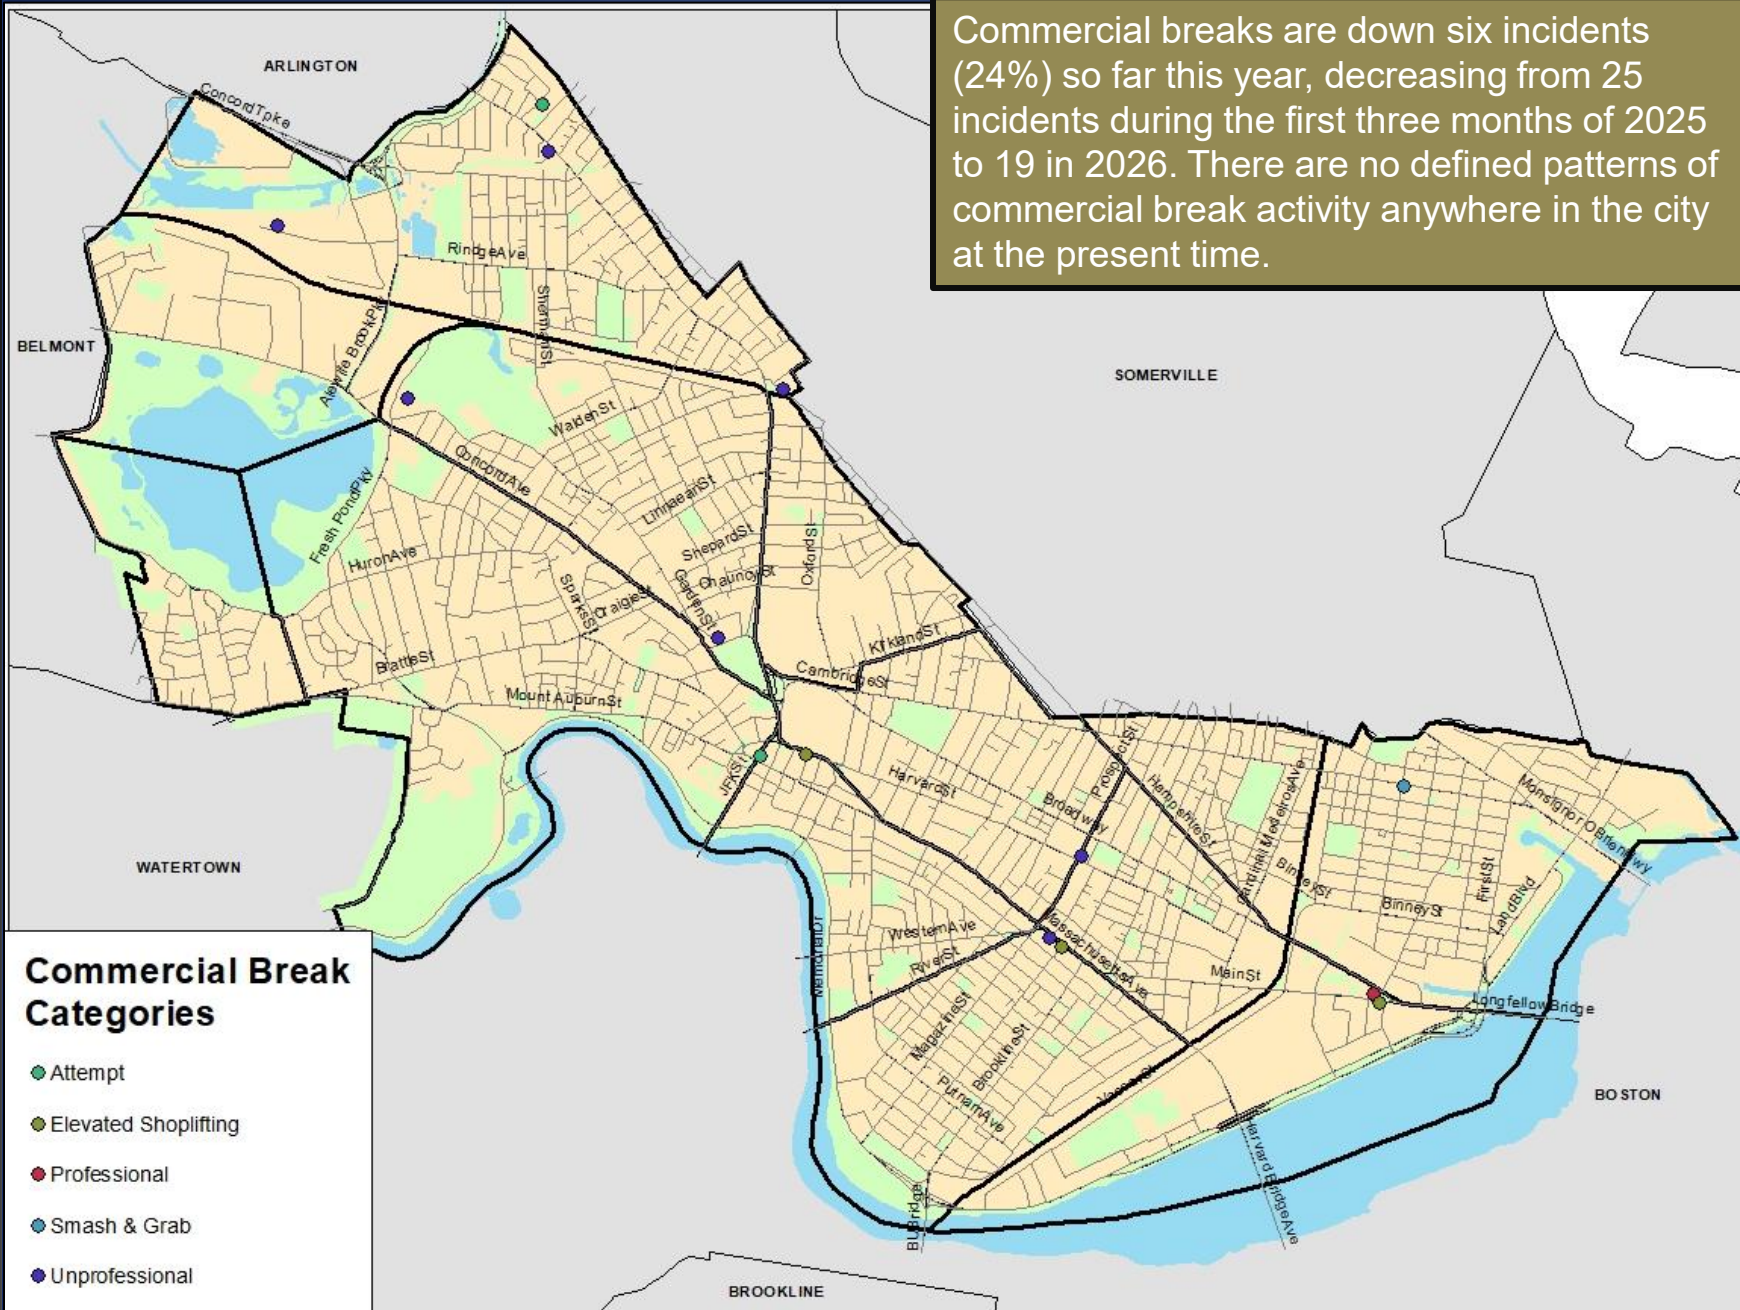 Commercial breaks are down six incidents
(24%) so far this year, decreasing from 25
incidents during the first three months of 2025
to 19 in 2026. There are no defined patterns of
commercial break activity anywhere in the city
at the present time.
ARLINGTON
Concord Tpke
Rindge Ave
Sherman St
BELMONT
Alewife Brook Pky
SOMERVILLE
Walden St
Concord Ave
Linnaean St
Fresh Pond Pky
Shepard St
Oxford St
Huron Ave
Chauncy St
Garden St
Sparks St
Craigie St
Kirkland St
Brattle St
Cambridge St
Mount Auburn St
Prospect St
JFK St
Harvard St
Broadway
Hampshire St
Cardinal Medeiros Ave
Monsignor O'Brien Hwy
WATERTOWN
Binney St
Binney St
First St
Land Blvd
Western Ave
Massachusetts Ave
River St
Memorial Dr
Main St
Longfellow Bridge
Magazine St
Brookline St
Putnam Ave
Vassar St
BOSTON
Harvard Bridge Ave
BU Bridge
BROOKLINE
Commercial Break
Categories
Attempt
Elevated Shoplifting
Professional
Smash & Grab
Unprofessional